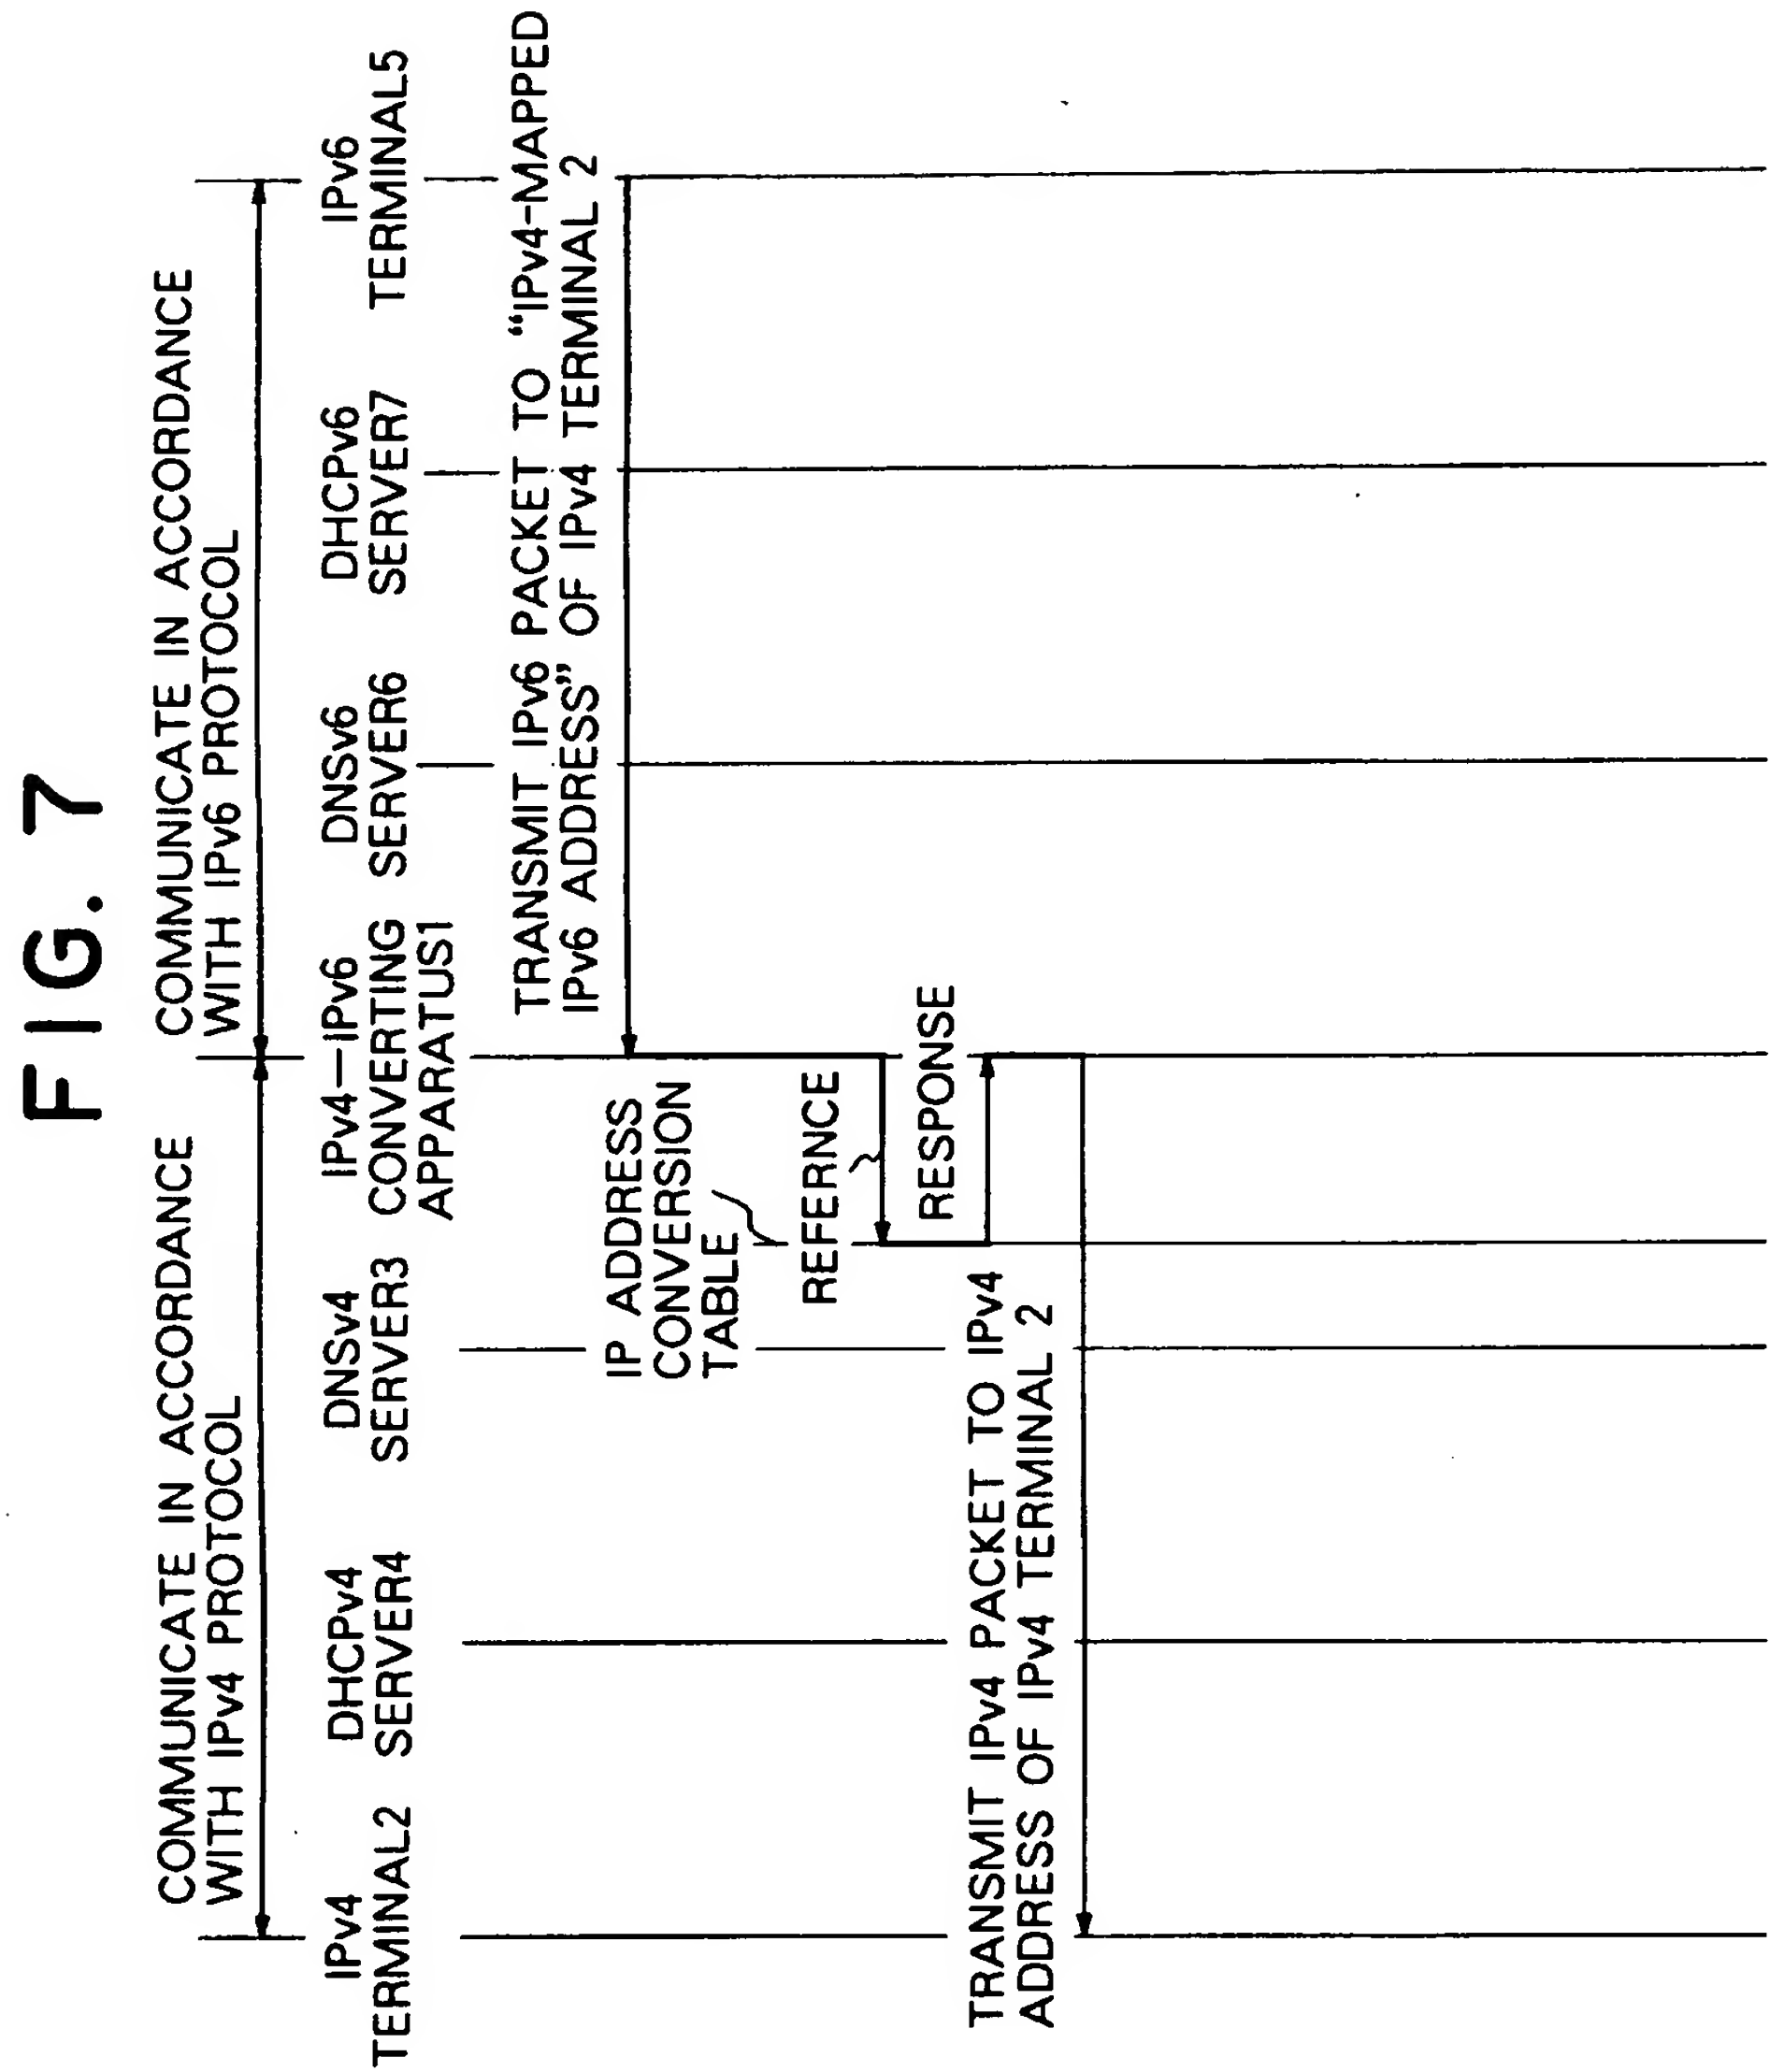 FIG. 7
COMMUNICATE IN ACCORDANCE
WITH IPv4 PROTOCOL
COMMUNICATE IN ACCORDANCE
WITH IPv6 PROTOCOL
IPv4
TERMINAL2
DHCPv4
SERVER4
DNSv4
SERVER3
IPv4-IPv6
CONVERTING
APPARATUS1
DNSv6
SERVER6
DHCPv6
SERVER7
IPv6
TERMINAL5
TRANSMIT IPv6 PACKET TO "IPv4-MAPPED
IPv6 ADDRESS" OF IPv4 TERMINAL 2
IP ADDRESS
CONVERSION
TABLE
REFERNCE
RESPONSE
TRANSMIT IPv4 PACKET TO IPv4
ADDRESS OF IPv4 TERMINAL 2